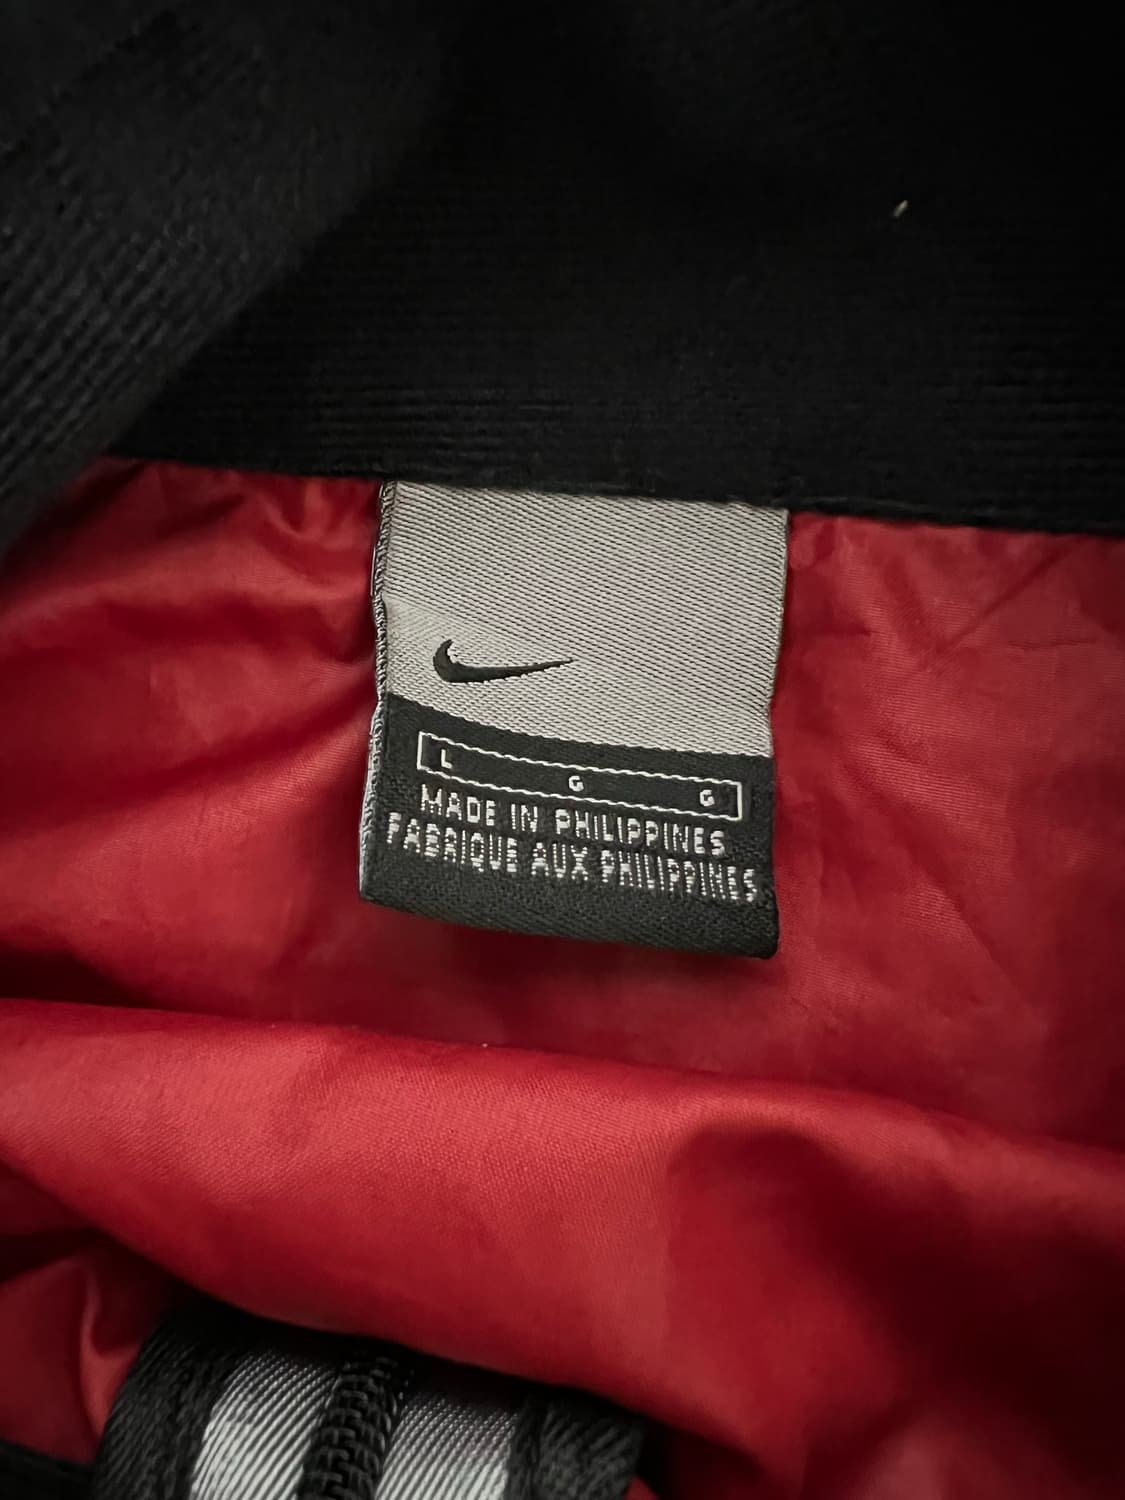 L G G
MADE IN PHILIPPINES
FABRIQUE AUX PHILIPPINES